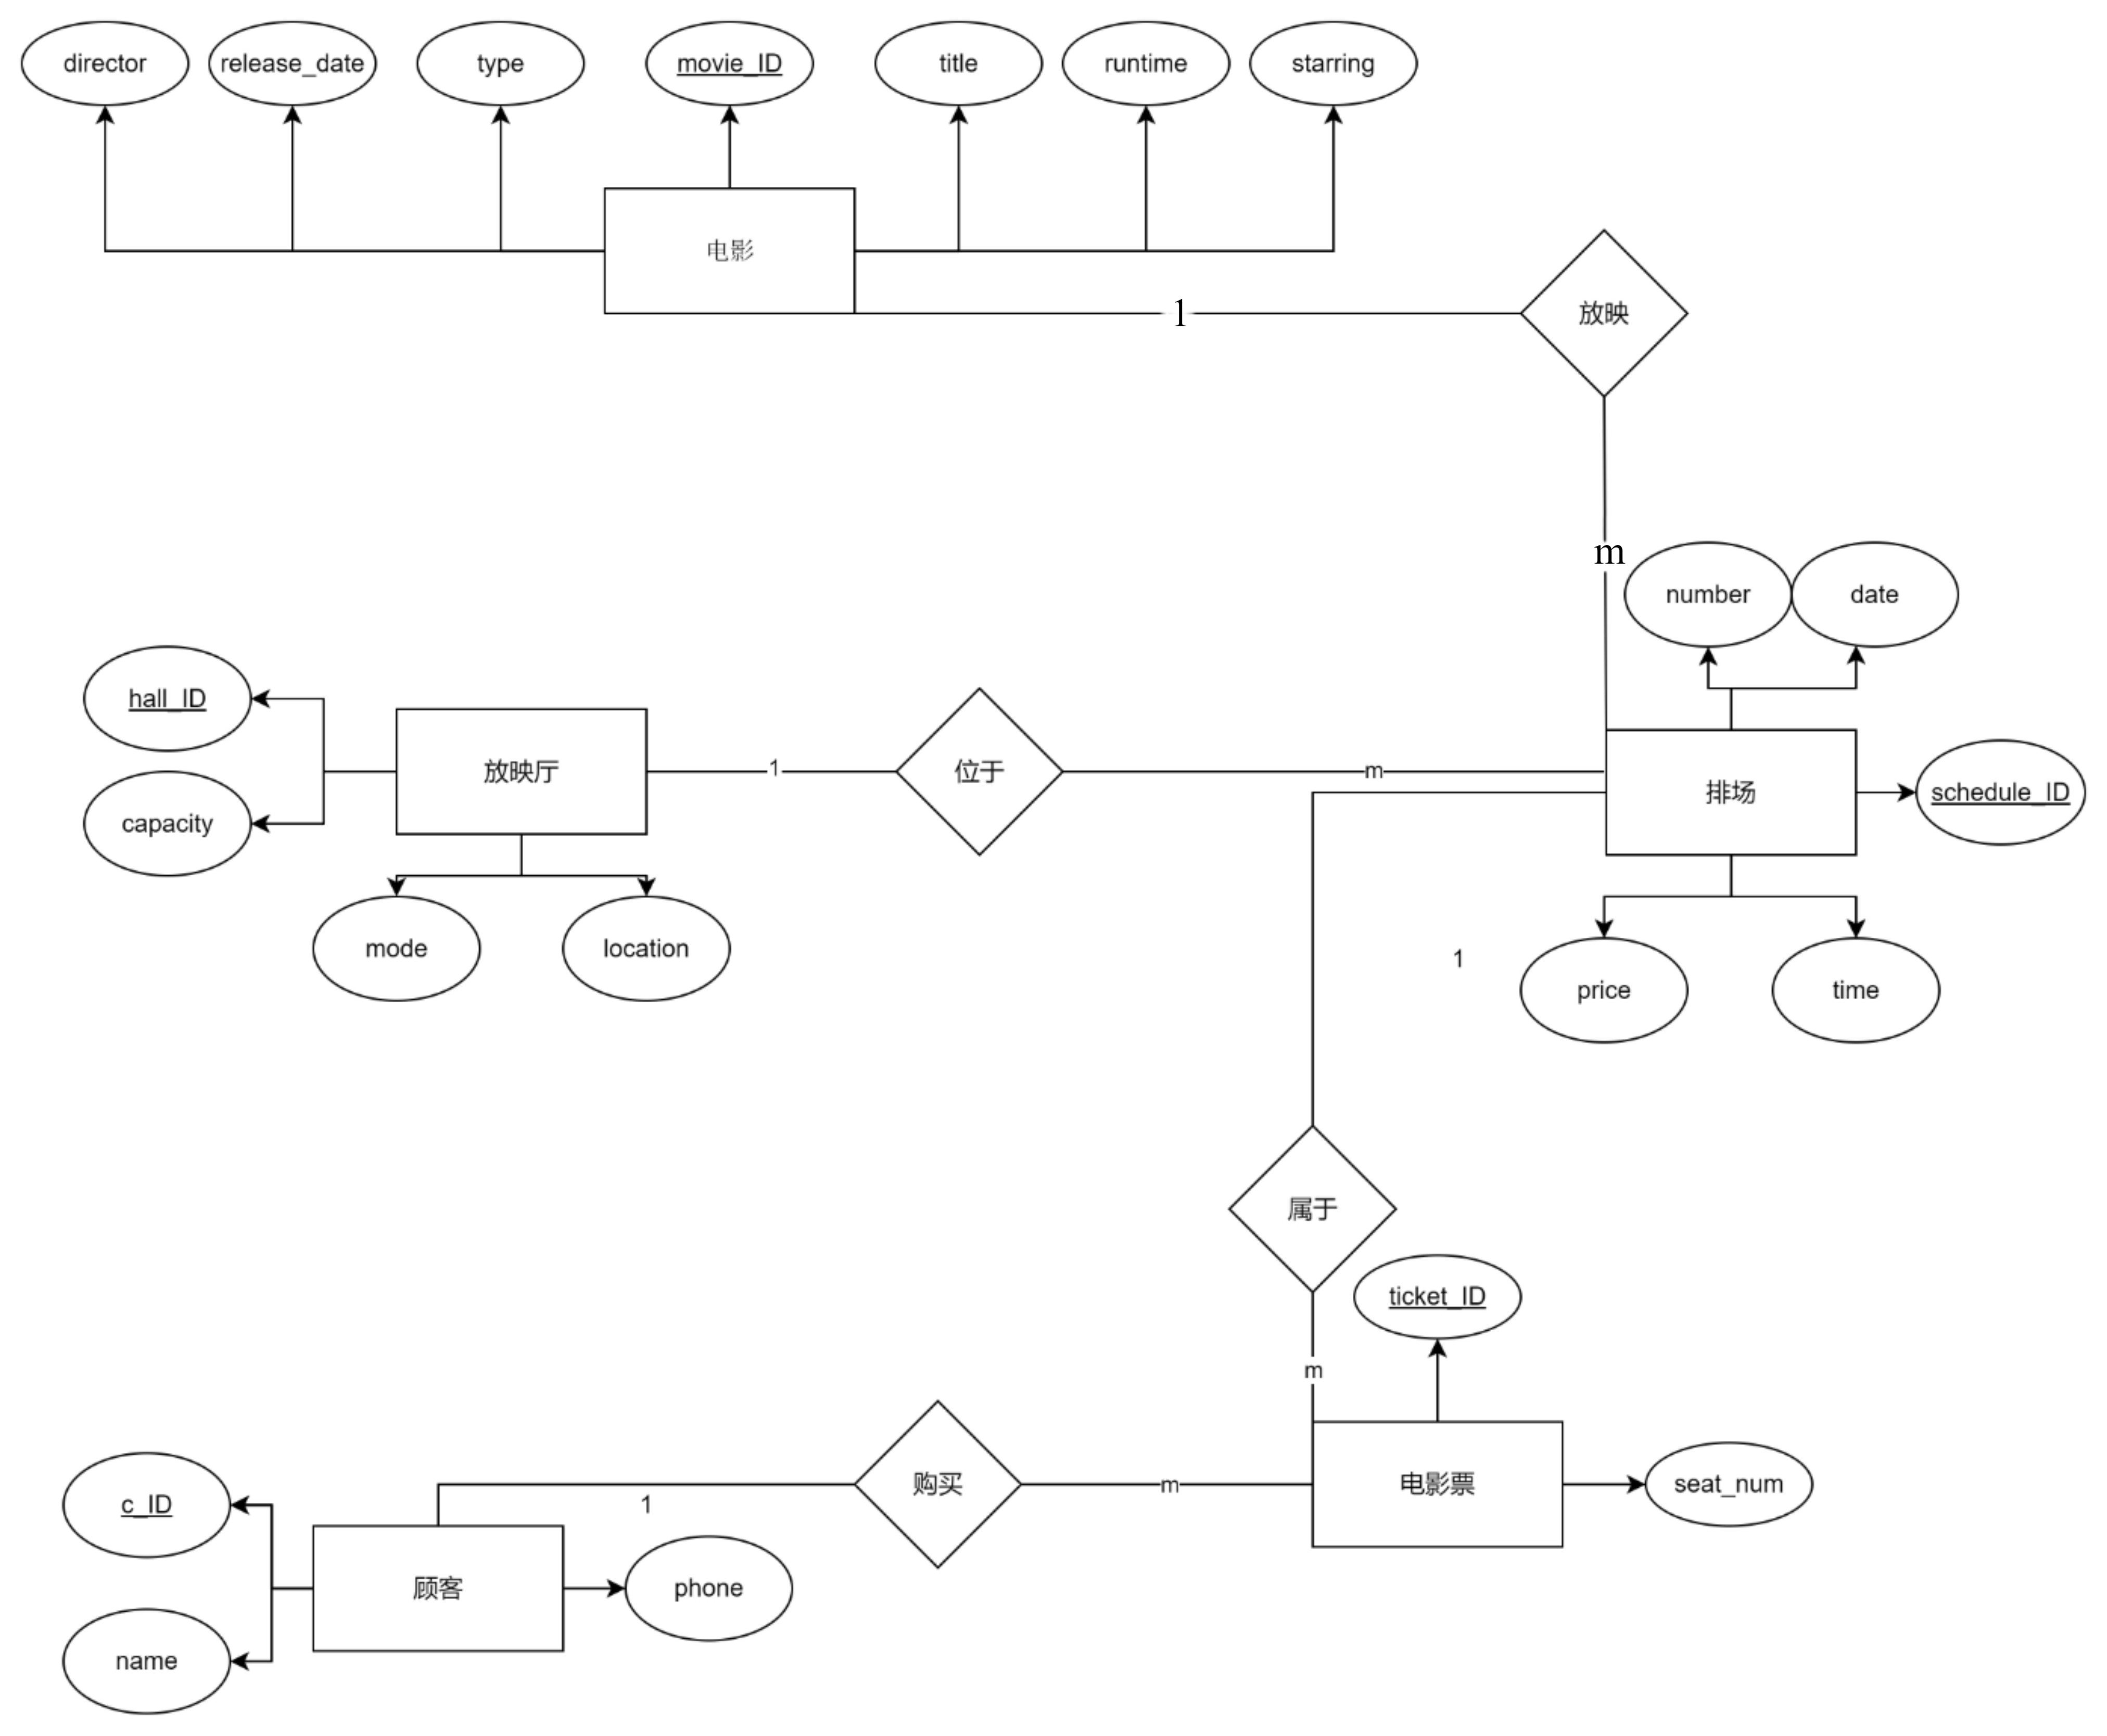 director
release_date
type
movie_ID
title
runtime
starring
电影
1
放映
m
number
date
hall_ID
放映厅
1
位于
m
排场
schedule_ID
capacity
mode
location
1
price
time
属于
ticket_ID
m
c_ID
1
购买
m
电影票
seat_num
顾客
phone
name